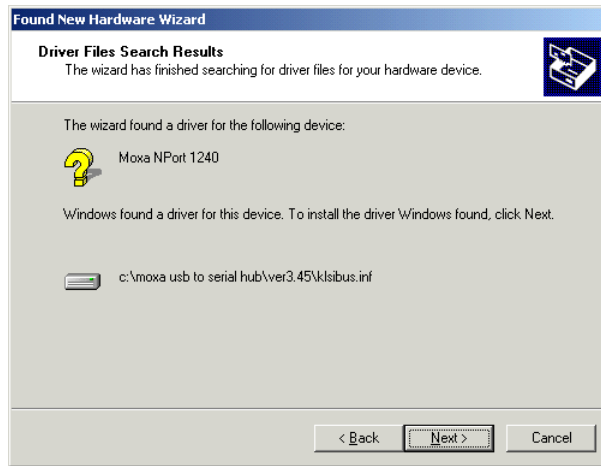 Found New Hardware Wizard
Driver Files Search Results
The wizard has finished searching for driver files for your hardware device.
The wizard found a driver for the following device:
Moxa NPort 1240
Windows found a driver for this device. To install the driver Windows found, click Next.
c:\moxa usb to serial hub\ver3.45\klsibus.inf
< Back
Next >
Cancel